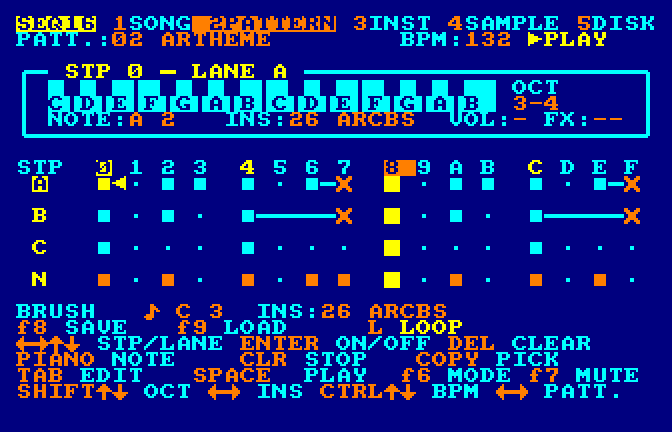 SEQ16 1SONG 2PATTERN 3INST 4SAMPLE 5DISK
PATT.:02 ARTHEME BPM:132 ►PLAY
STP 0 — LANE A
OCT
C D E F G A B C D E F G A B
3-4
NOTE:A 2 INS:26 ARCBS VOL:- FX:--
STP 0 1 2 3 4 5 6 7 8 9 A B C D E F
A
B
C
N
BRUSH ♪ C 3 INS:26 ARCBS
f8 SAVE f9 LOAD L LOOP
←→↑↓ STP/LANE ENTER ON/OFF DEL CLEAR
PIANO NOTE CLR STOP COPY PICK
TAB EDIT SPACE PLAY f6 MODE f7 MUTE
SHIFT↑↓ OCT ←→ INS CTRL↑↓ BPM ←→ PATT.